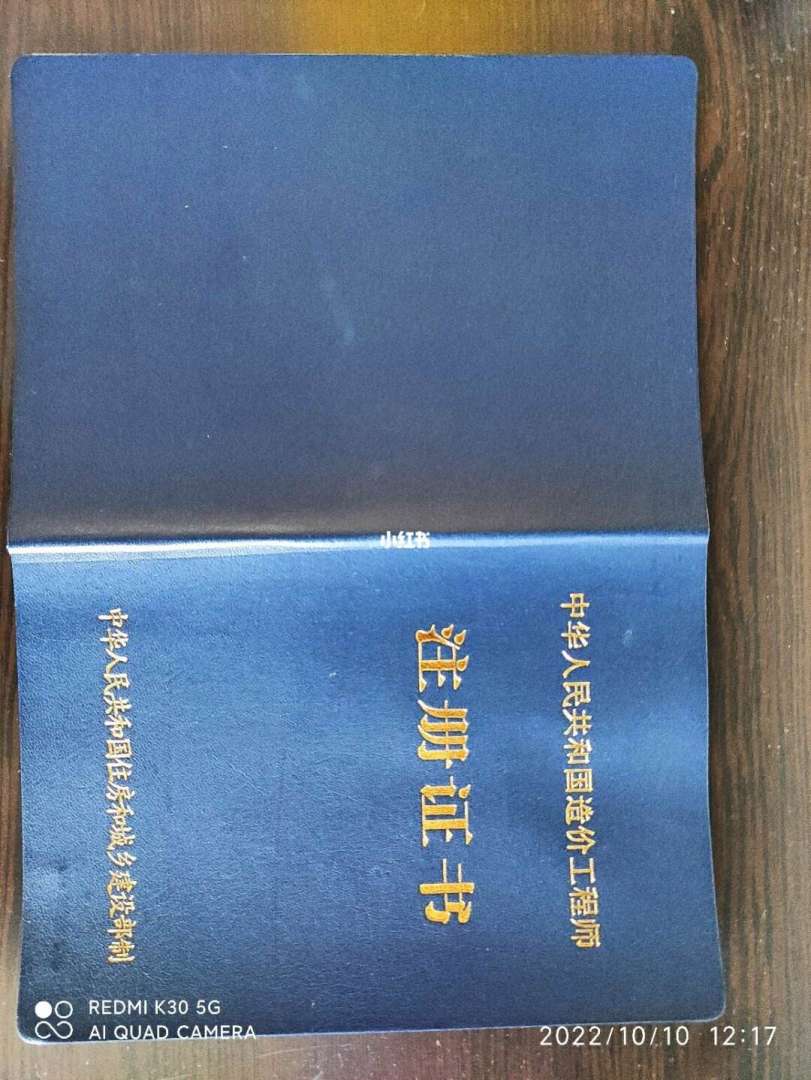 中华人民共和国造价工程师
注册证书
中华人民共和国住房和城乡建设部制
小红书
REDMI K30 5G
AI QUAD CAMERA
2022/10/10 12:17